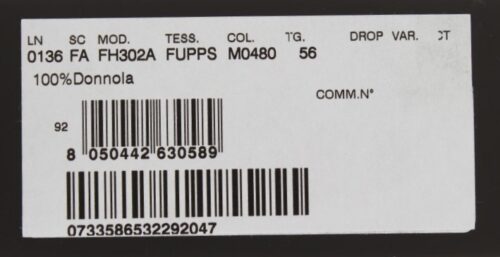 LN SC MOD. TESS. COL. TG. DROP VAR. CT
0136 FA FH302A FUPPS M0480 56
100%Donnola
COMM.N°
92
8 050442 630589
0733586532292047